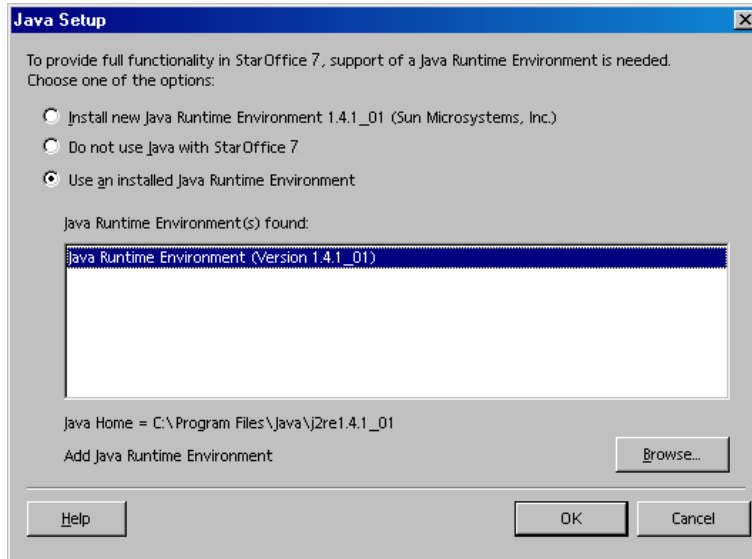 Java Setup
To provide full functionality in StarOffice 7, support of a Java Runtime Environment is needed.
Choose one of the options:
Install new Java Runtime Environment 1.4.1_01 (Sun Microsystems, Inc.)
Do not use Java with StarOffice 7
Use an installed Java Runtime Environment
Java Runtime Environment(s) found:
Java Runtime Environment (Version 1.4.1_01)
Java Home = C:\Program Files\Java\j2re1.4.1_01
Add Java Runtime Environment
Browse...
Help
OK
Cancel